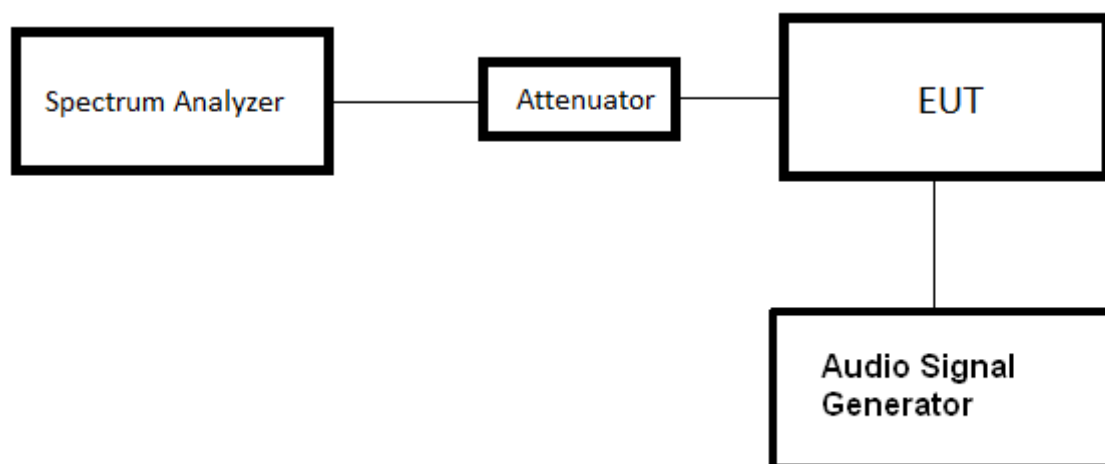 Spectrum Analyzer
Attenuator
EUT
Audio Signal
Generator